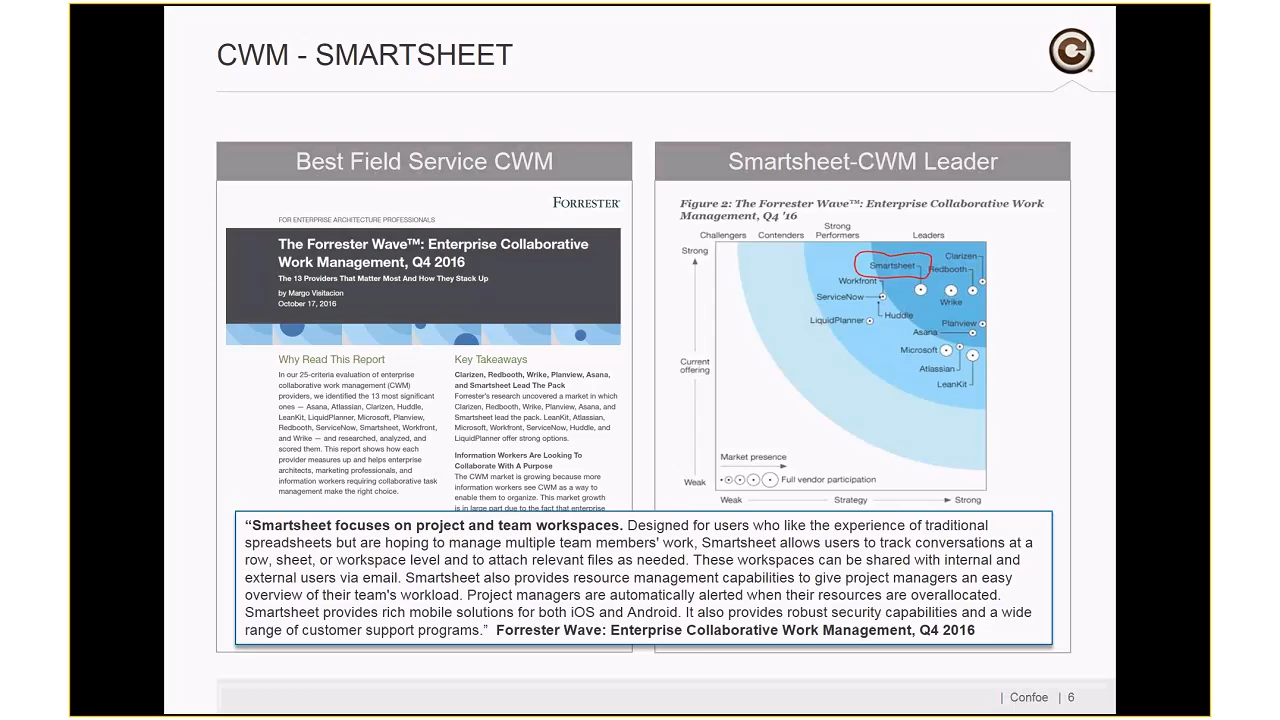 CWM - SMARTSHEET
Best Field Service CWM
FORRESTER®
FOR ENTERPRISE ARCHITECTURE PROFESSIONALS
The Forrester Wave™: Enterprise Collaborative
Work Management, Q4 2016
The 13 Providers That Matter Most And How They Stack Up
by Margo Visitacion
October 17, 2016
Why Read This Report
In our 25-criteria evaluation of enterprise
collaborative work management (CWM)
providers, we identified the 13 most significant
ones — Asana, Atlassian, Clarizen, Huddle,
LeanKit, LiquidPlanner, Microsoft, Planview,
Redbooth, ServiceNow, Smartsheet, Workfront,
and Wrike — and researched, analyzed, and
scored them. This report shows how each
provider measures up and helps enterprise
architects, marketing professionals, and
information workers requiring collaborative task
management make the right choice.
Key Takeaways
Clarizen, Redbooth, Wrike, Planview, Asana,
and Smartsheet Lead The Pack
Forrester's research uncovered a market in which
Clarizen, Redbooth, Wrike, Planview, Asana, and
Smartsheet lead the pack. LeanKit, Atlassian,
Microsoft, Workfront, ServiceNow, Huddle, and
LiquidPlanner offer strong options.
Information Workers Are Looking To
Collaborate With A Purpose
The CWM market is growing because more
information workers see CWM as a way to
enable them to organize. This market growth
is in large part due to the fact that enterprise
Smartsheet-CWM Leader
Figure 2: The Forrester Wave™: Enterprise Collaborative Work
Management, Q4 '16
Challengers Contenders Strong Performers Leaders
Strong
Clarizen
Smartsheet
Redbooth
Workfront
ServiceNow
Wrike
Huddle
LiquidPlanner
Planview
Asana
Microsoft
Current
offering
Atlassian
LeanKit
Market presence
Full vendor participation
Weak
Weak Strategy Strong
“Smartsheet focuses on project and team workspaces. Designed for users who like the experience of traditional
spreadsheets but are hoping to manage multiple team members' work, Smartsheet allows users to track conversations at a
row, sheet, or workspace level and to attach relevant files as needed. These workspaces can be shared with internal and
external users via email. Smartsheet also provides resource management capabilities to give project managers an easy
overview of their team's workload. Project managers are automatically alerted when their resources are overallocated.
Smartsheet provides rich mobile solutions for both iOS and Android. It also provides robust security capabilities and a wide
range of customer support programs.” Forrester Wave: Enterprise Collaborative Work Management, Q4 2016
| Confoe | 6